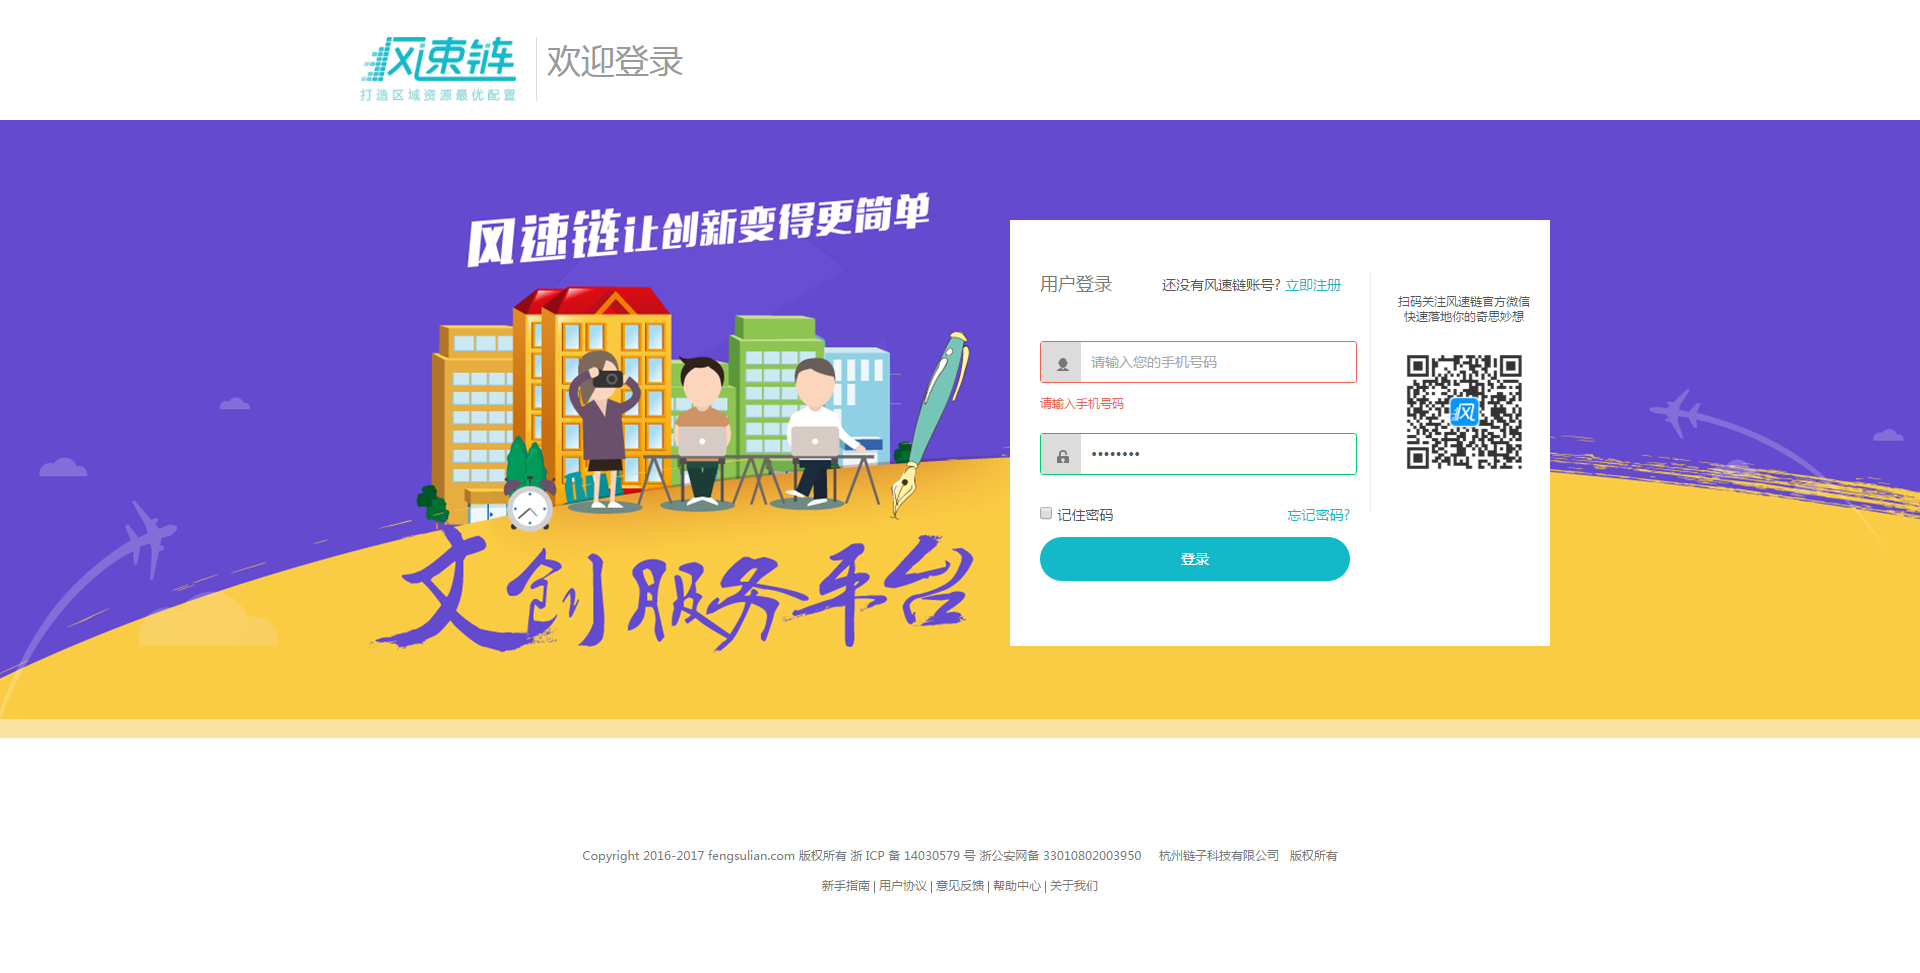 风速链
打造区域资源最优配置
欢迎登录
风速链让创新变得更简单
文创服务平台
用户登录
还没有风速链账号? 立即注册
请输入您的手机号码
请输入手机号码
••••••••
记住密码
忘记密码?
登录
扫码关注风速链官方微信
快速落地你的奇思妙想
风
Copyright 2016-2017 fengsulian.com 版权所有 浙 ICP 备 14030579 号 浙公安网备 33010802003950 杭州链子科技有限公司 版权所有
新手指南 | 用户协议 | 意见反馈 | 帮助中心 | 关于我们